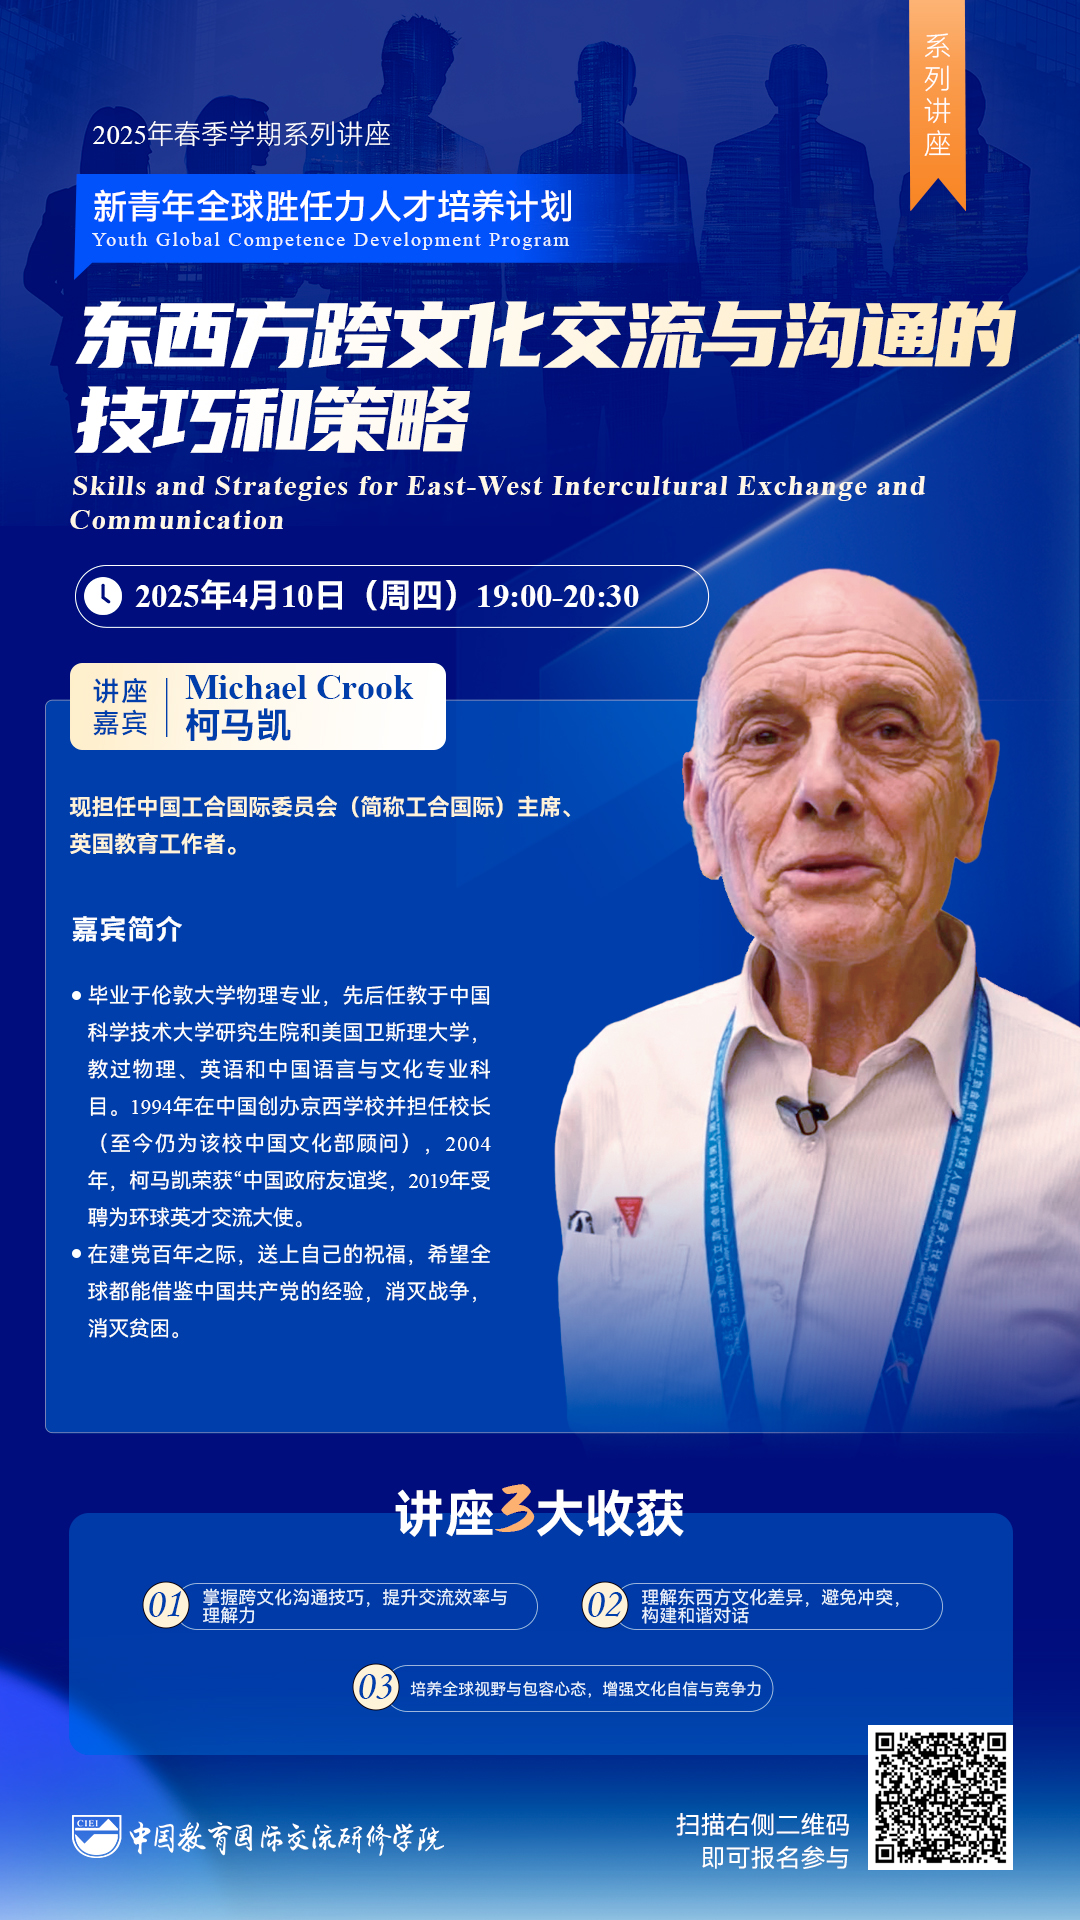 系列讲座
2025年春季学期系列讲座
新青年全球胜任力人才培养计划
Youth Global Competence Development Program
东西方跨文化交流与沟通的
技巧和策略
Skills and Strategies for East-West Intercultural Exchange and
Communication
2025年4月10日（周四）19:00-20:30
讲座
嘉宾
Michael Crook
柯马凯
现担任中国工合国际委员会（简称工合国际）主席、
英国教育工作者。
嘉宾简介
毕业于伦敦大学物理专业，先后任教于中国
科学技术大学研究生院和美国卫斯理大学，
教过物理、英语和中国语言与文化专业科
目。1994年在中国创办京西学校并担任校长
（至今仍为该校中国文化部顾问），2004
年，柯马凯荣获“中国政府友谊奖，2019年受
聘为环球英才交流大使。
在建党百年之际，送上自己的祝福，希望全
球都能借鉴中国共产党的经验，消灭战争，
消灭贫困。
讲座3大收获
01
掌握跨文化沟通技巧，提升交流效率与
理解力
02
理解东西方文化差异，避免冲突，
构建和谐对话
03
培养全球视野与包容心态，增强文化自信与竞争力
CIEI
中国教育国际交流研修学院
扫描右侧二维码
即可报名参与